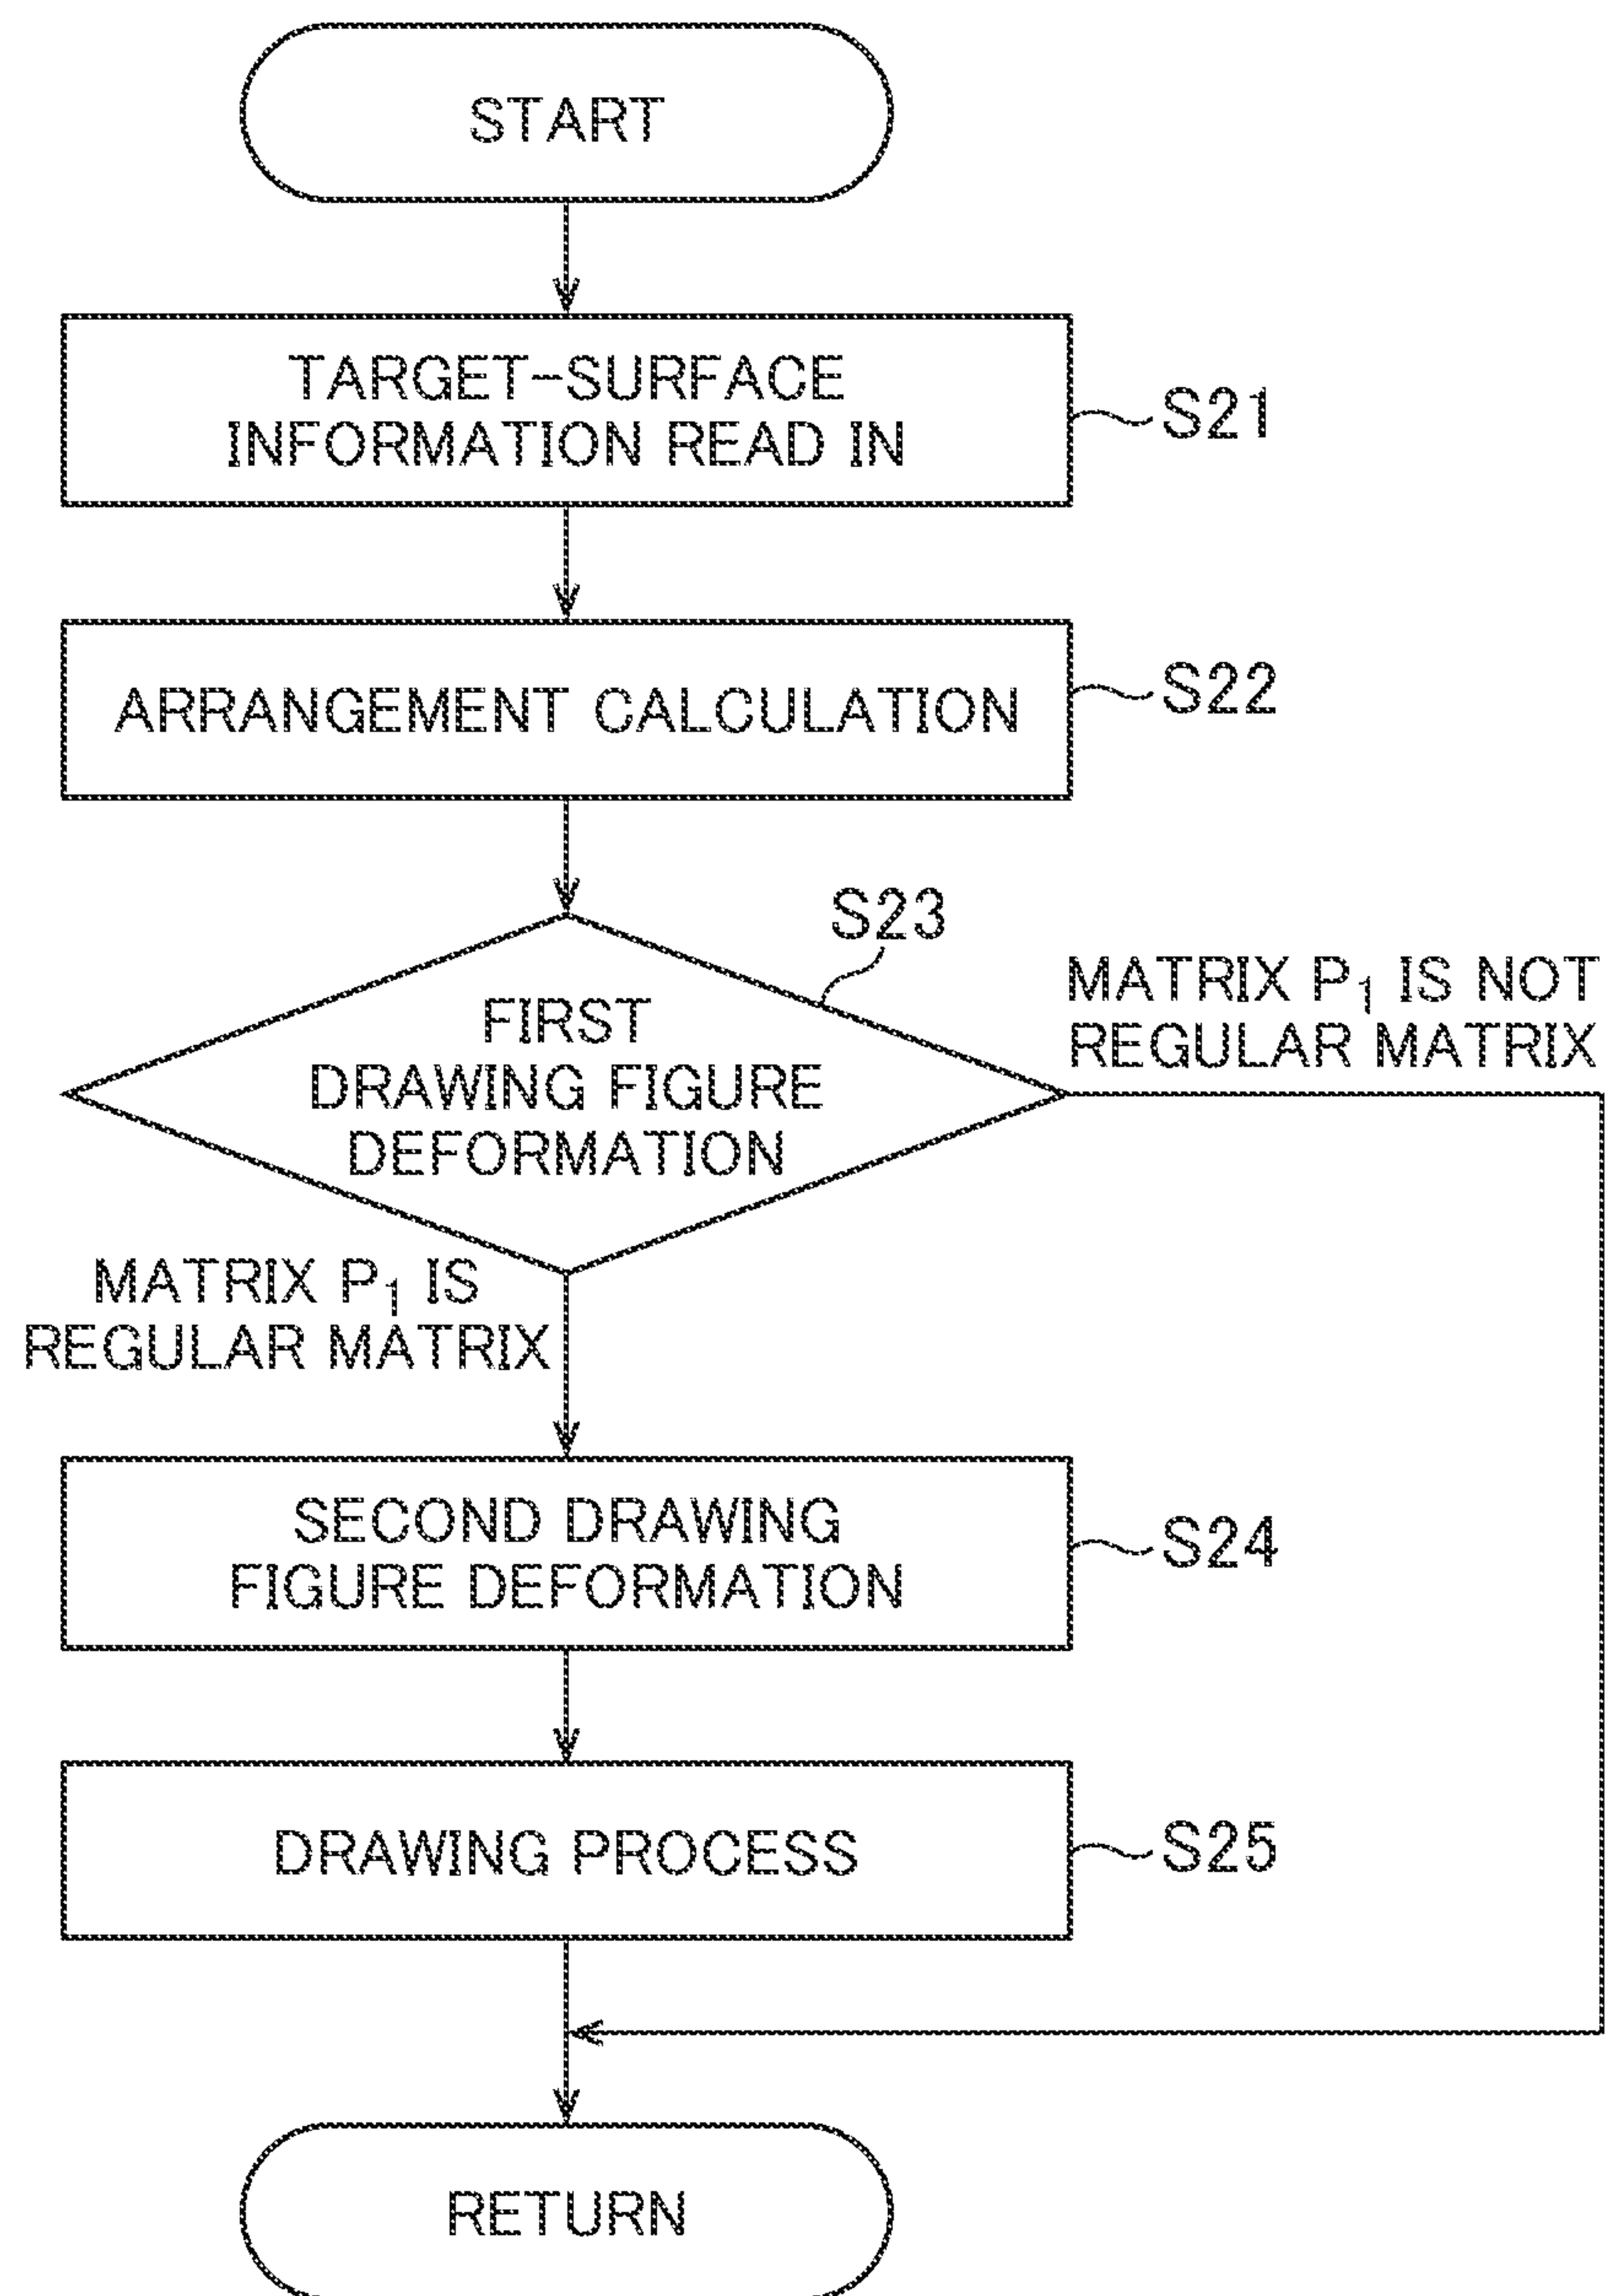 START
TARGET-SURFACE
INFORMATION READ IN
S21
ARRANGEMENT CALCULATION
S22
S23
FIRST
DRAWING FIGURE
DEFORMATION
MATRIX P₁ IS NOT
REGULAR MATRIX
MATRIX P₁ IS
REGULAR MATRIX
SECOND DRAWING
FIGURE DEFORMATION
S24
DRAWING PROCESS
S25
RETURN